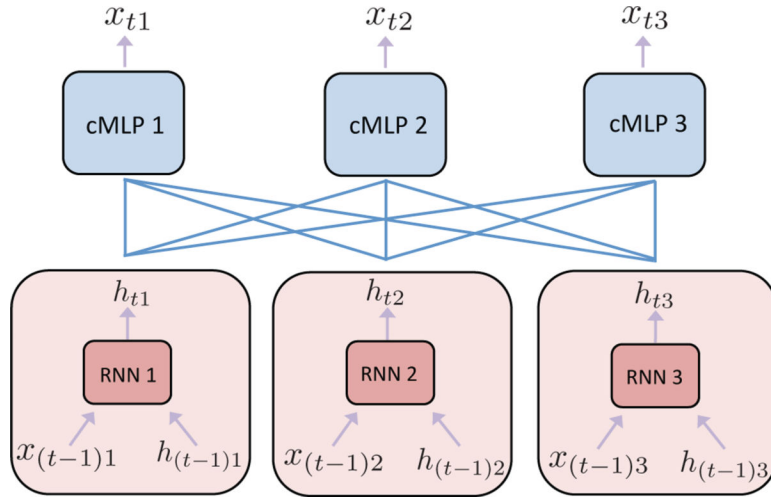 x_{t1} x_{t2} x_{t3}
cMLP 1 cMLP 2 cMLP 3
h_{t1} h_{t2} h_{t3}
RNN 1 RNN 2 RNN 3
x_{(t-1)1} h_{(t-1)1} x_{(t-1)2} h_{(t-1)2} x_{(t-1)3} h_{(t-1)3}